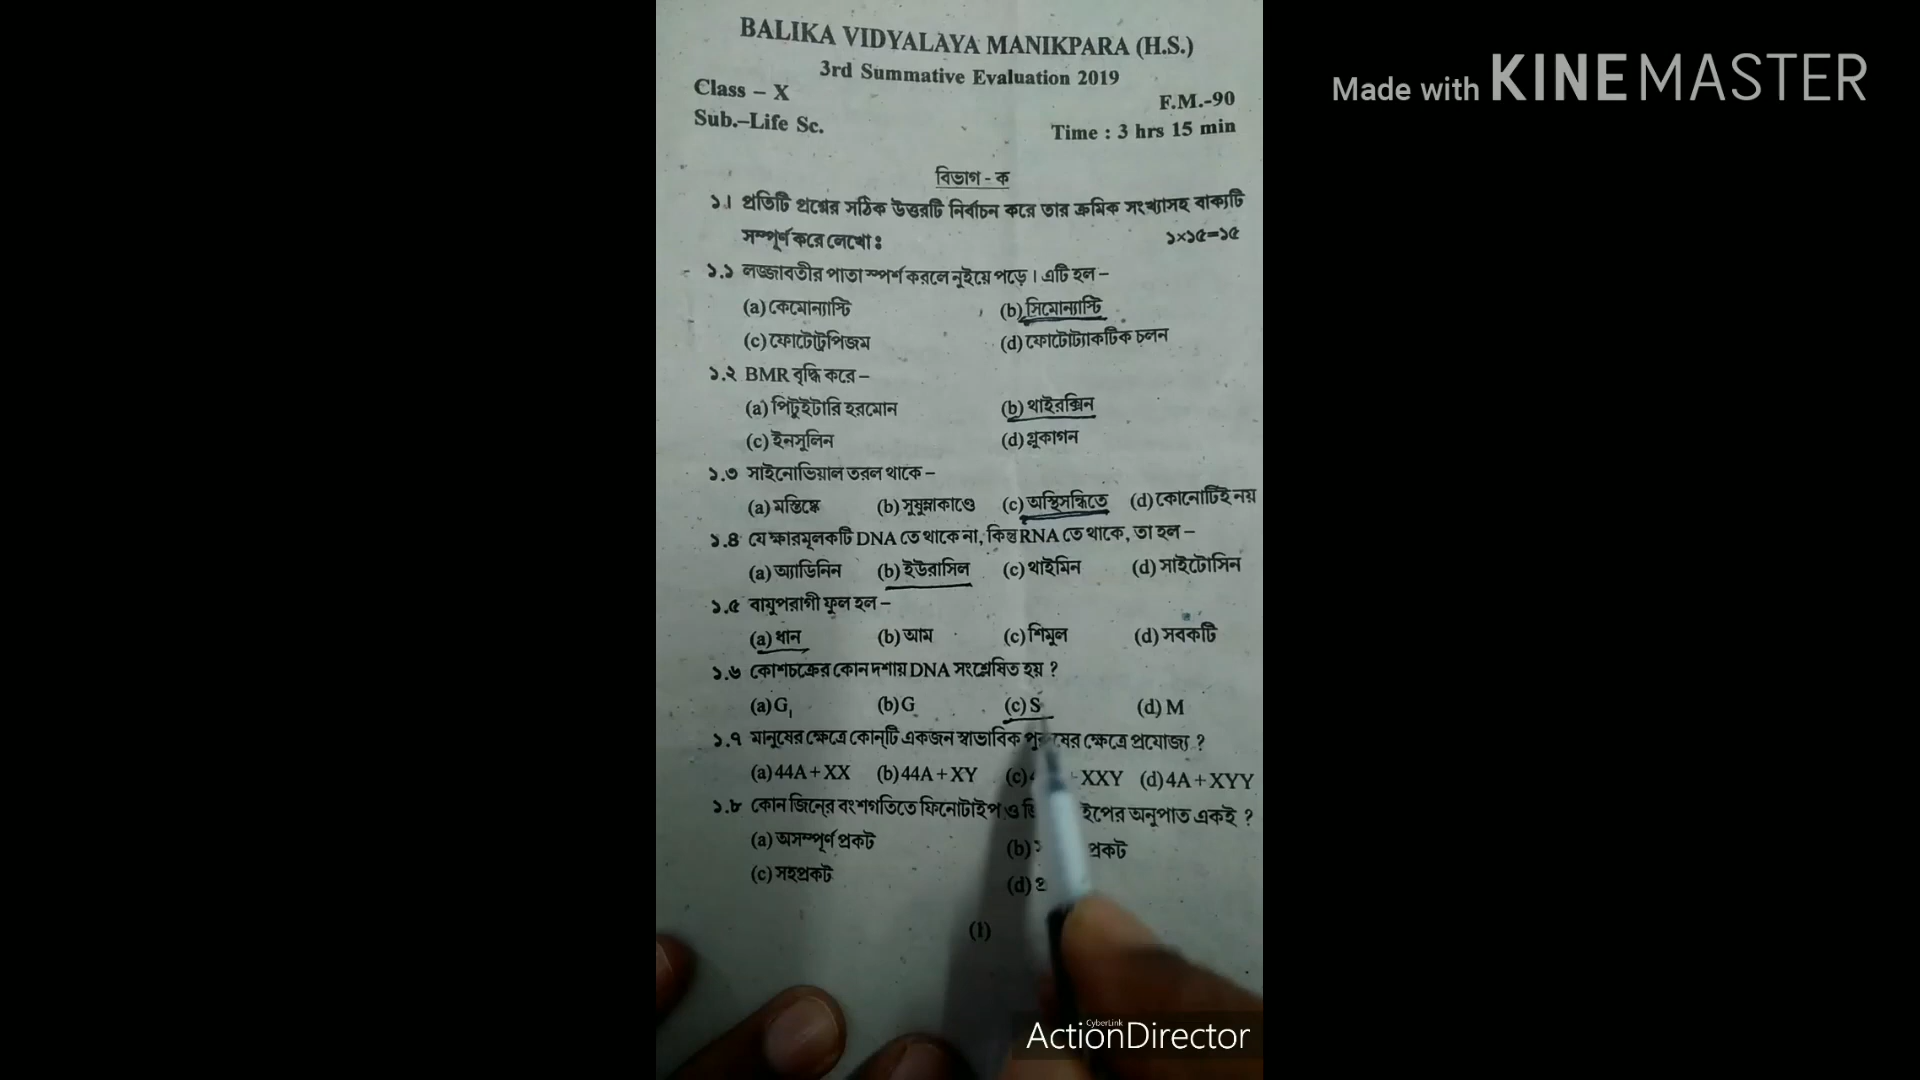 BALIKA VIDYALAYA MANIKPARA (H.S.)
3rd Summative Evaluation 2019
Class – X
F.M.-90
Sub.–Life Sc.
Time : 3 hrs 15 min
বিভাগ - ক
১। প্রতিটি প্রশ্নের সঠিক উত্তরটি নির্বাচন করে তার ক্রমিক সংখ্যাসহ বাক্যটি
সম্পূর্ণ করে লেখো ঃ ১×১৫=১৫
১.১ লজ্জাবতীর পাতা স্পর্শ করলে নুইয়ে পড়ে। এটি হল –
(a) কেমোন্যাস্টি (b) সিমোন্যাস্টি
(c) ফোটোট্রপিজম (d) ফোটোট্যাকটিক চলন
১.২ BMR বৃদ্ধি করে –
(a) পিটুইটারি হরমোন (b) থাইরক্সিন
(c) ইনসুলিন (d) গ্লুকাগন
১.৩ সাইনোভিয়াল তরল থাকে –
(a) মস্তিষ্কে (b) সুষুম্নাকাণ্ডে (c) অস্থিসন্ধিতে (d) কোনোটিই নয়
১.৪ যে ক্ষারমূলকটি DNA তে থাকে না, কিন্তু RNA তে থাকে, তা হল –
(a) অ্যাডিনিন (b) ইউরাসিল (c) থাইমিন (d) সাইটোসিন
১.৫ বায়ুপরাগী ফুল হল –
(a) ধান (b) আম (c) শিমূল (d) সবকটি
১.৬ কোশচক্রের কোন দশায় DNA সংশ্লেষিত হয় ?
(a) G₁ (b) G (c) S (d) M
১.৭ মানুষের ক্ষেত্রে কোন্‌টি একজন স্বাভাবিক পুরুষের ক্ষেত্রে প্রযোজ্য ?
(a) 44A + XX (b) 44A + XY (c) + XXY (d) 4A + XYY
১.৮ কোন জিনের বংশগতিতে ফিনোটাইপ ও ইপের অনুপাত একই ?
(a) অসম্পূর্ণ প্রকট (b) প্রকট
(c) সহপ্রকট (d)
(1)
Made with KINEMASTER
CyberLink
ActionDirector